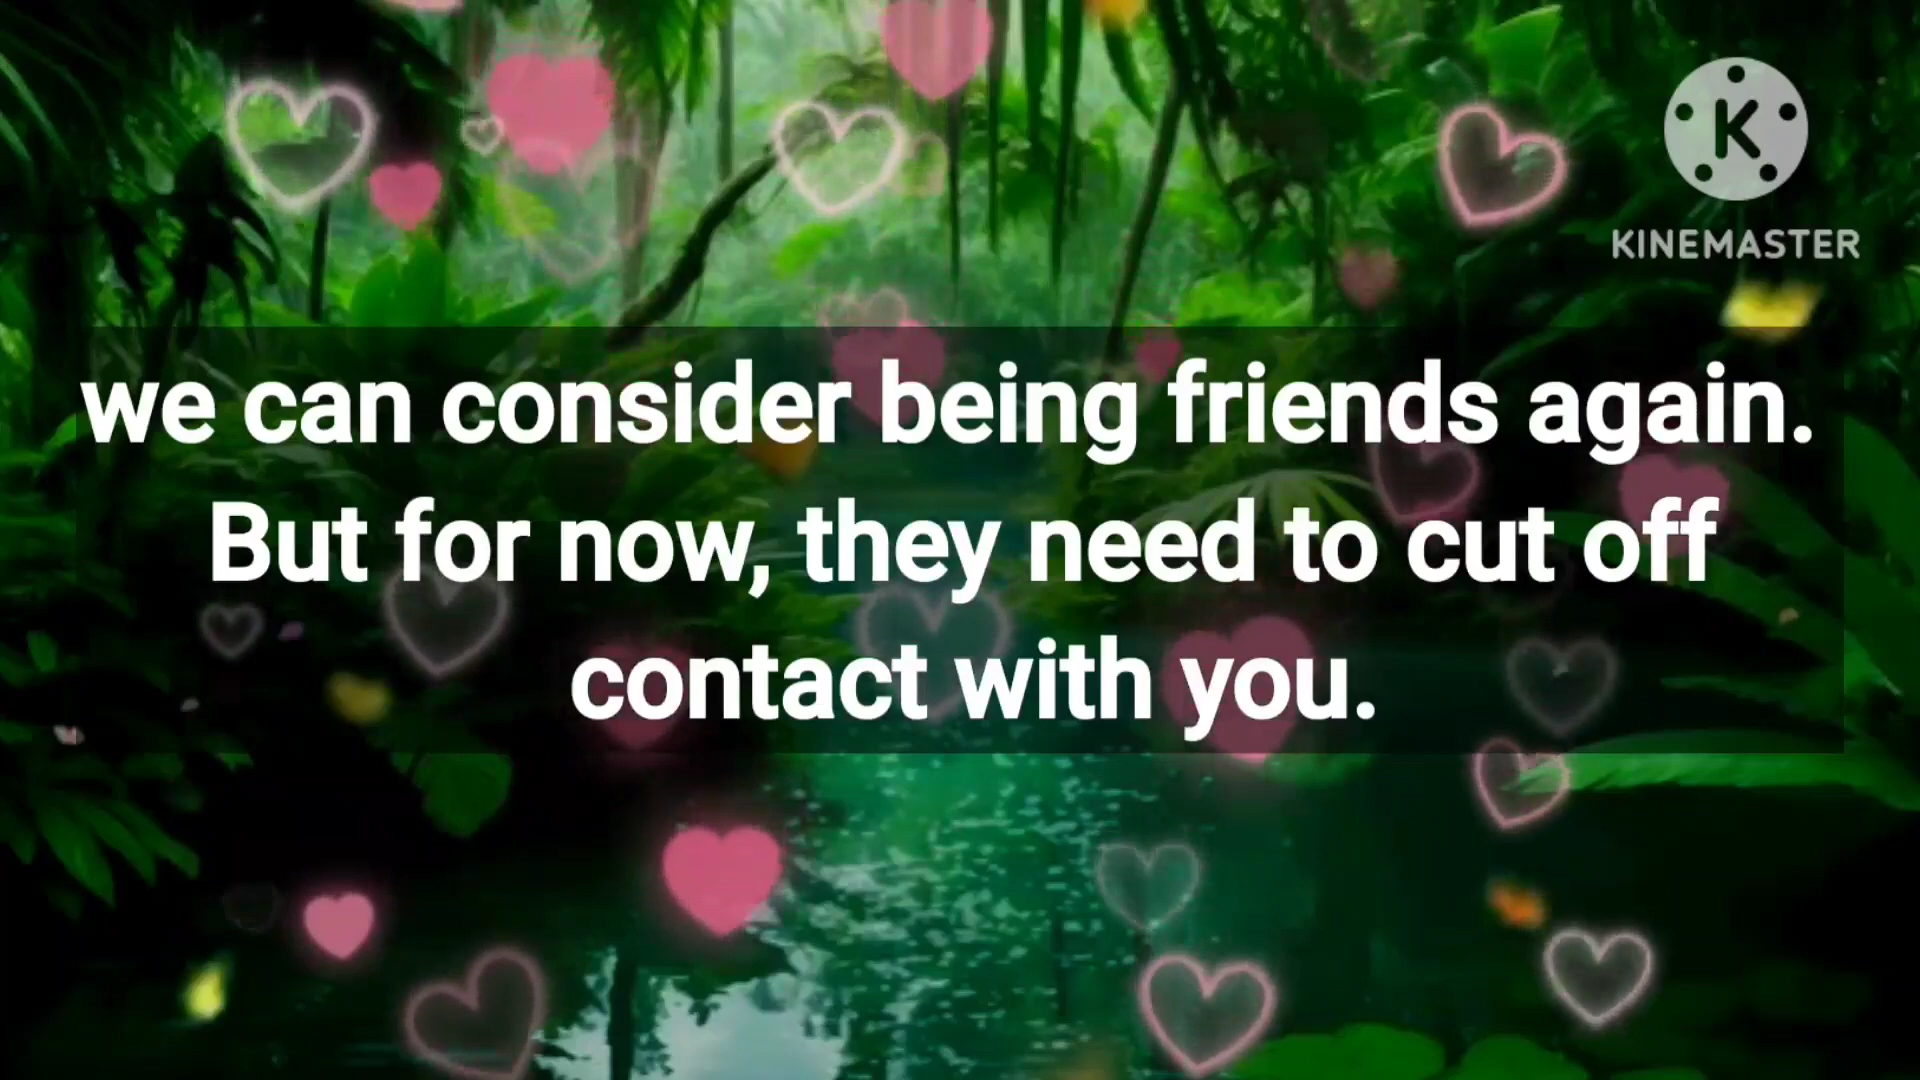 KINEMASTER
we can consider being friends again.
But for now, they need to cut off
contact with you.